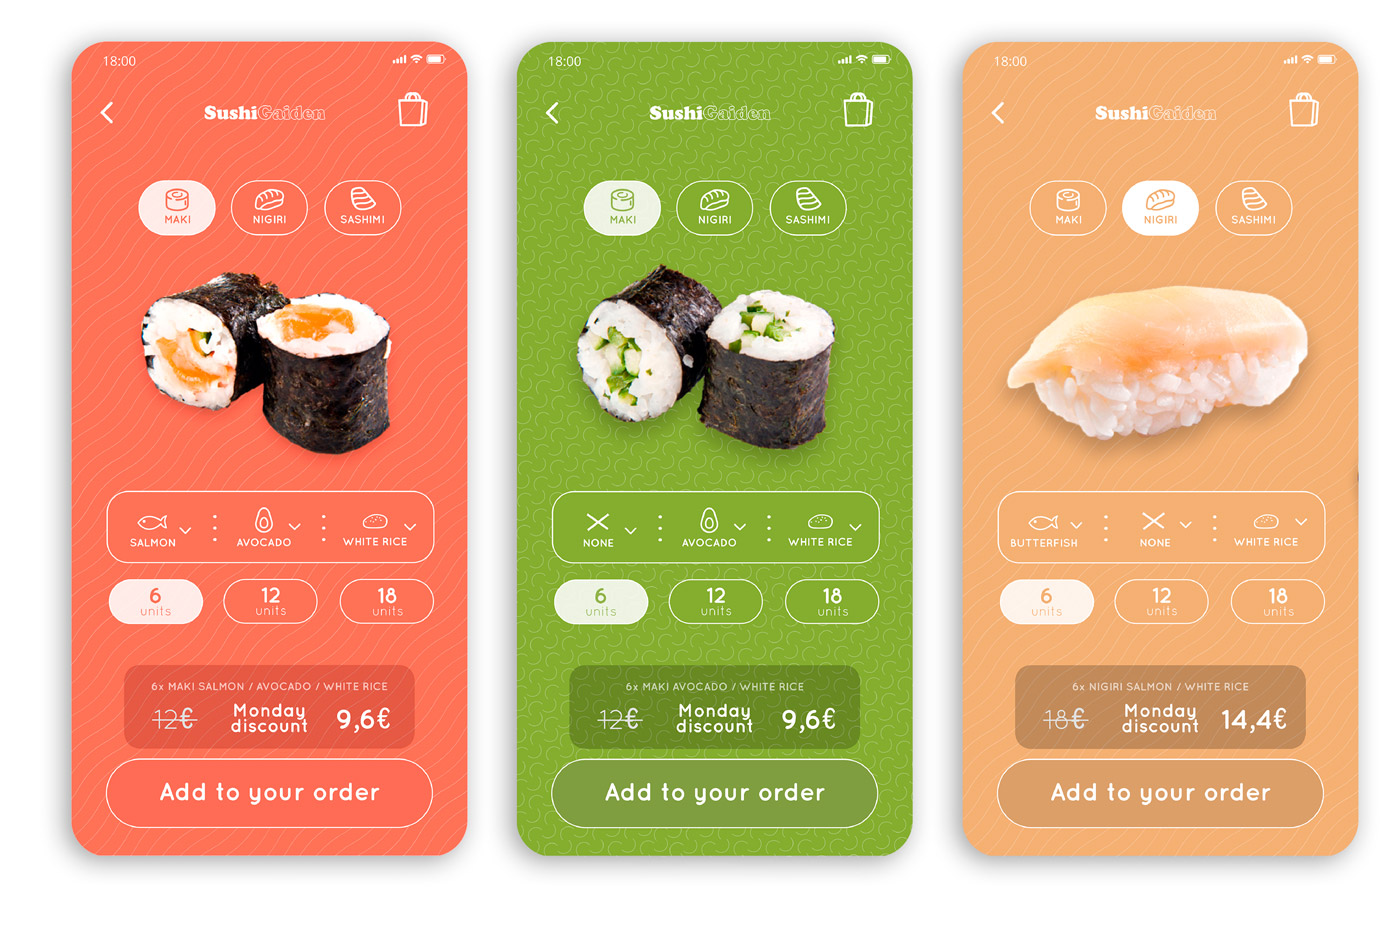 18:00
SushiGaiden
MAKI
NIGIRI
SASHIMI
SALMON
AVOCADO
WHITE RICE
6 units
12 units
18 units
6x MAKI SALMON / AVOCADO / WHITE RICE
12€
Monday discount
9,6€
Add to your order
18:00
SushiGaiden
MAKI
NIGIRI
SASHIMI
NONE
AVOCADO
WHITE RICE
6 units
12 units
18 units
6x MAKI AVOCADO / WHITE RICE
12€
Monday discount
9,6€
Add to your order
18:00
SushiGaiden
MAKI
NIGIRI
SASHIMI
BUTTERFISH
NONE
WHITE RICE
6 units
12 units
18 units
6x NIGIRI SALMON / WHITE RICE
18€
Monday discount
14,4€
Add to your order